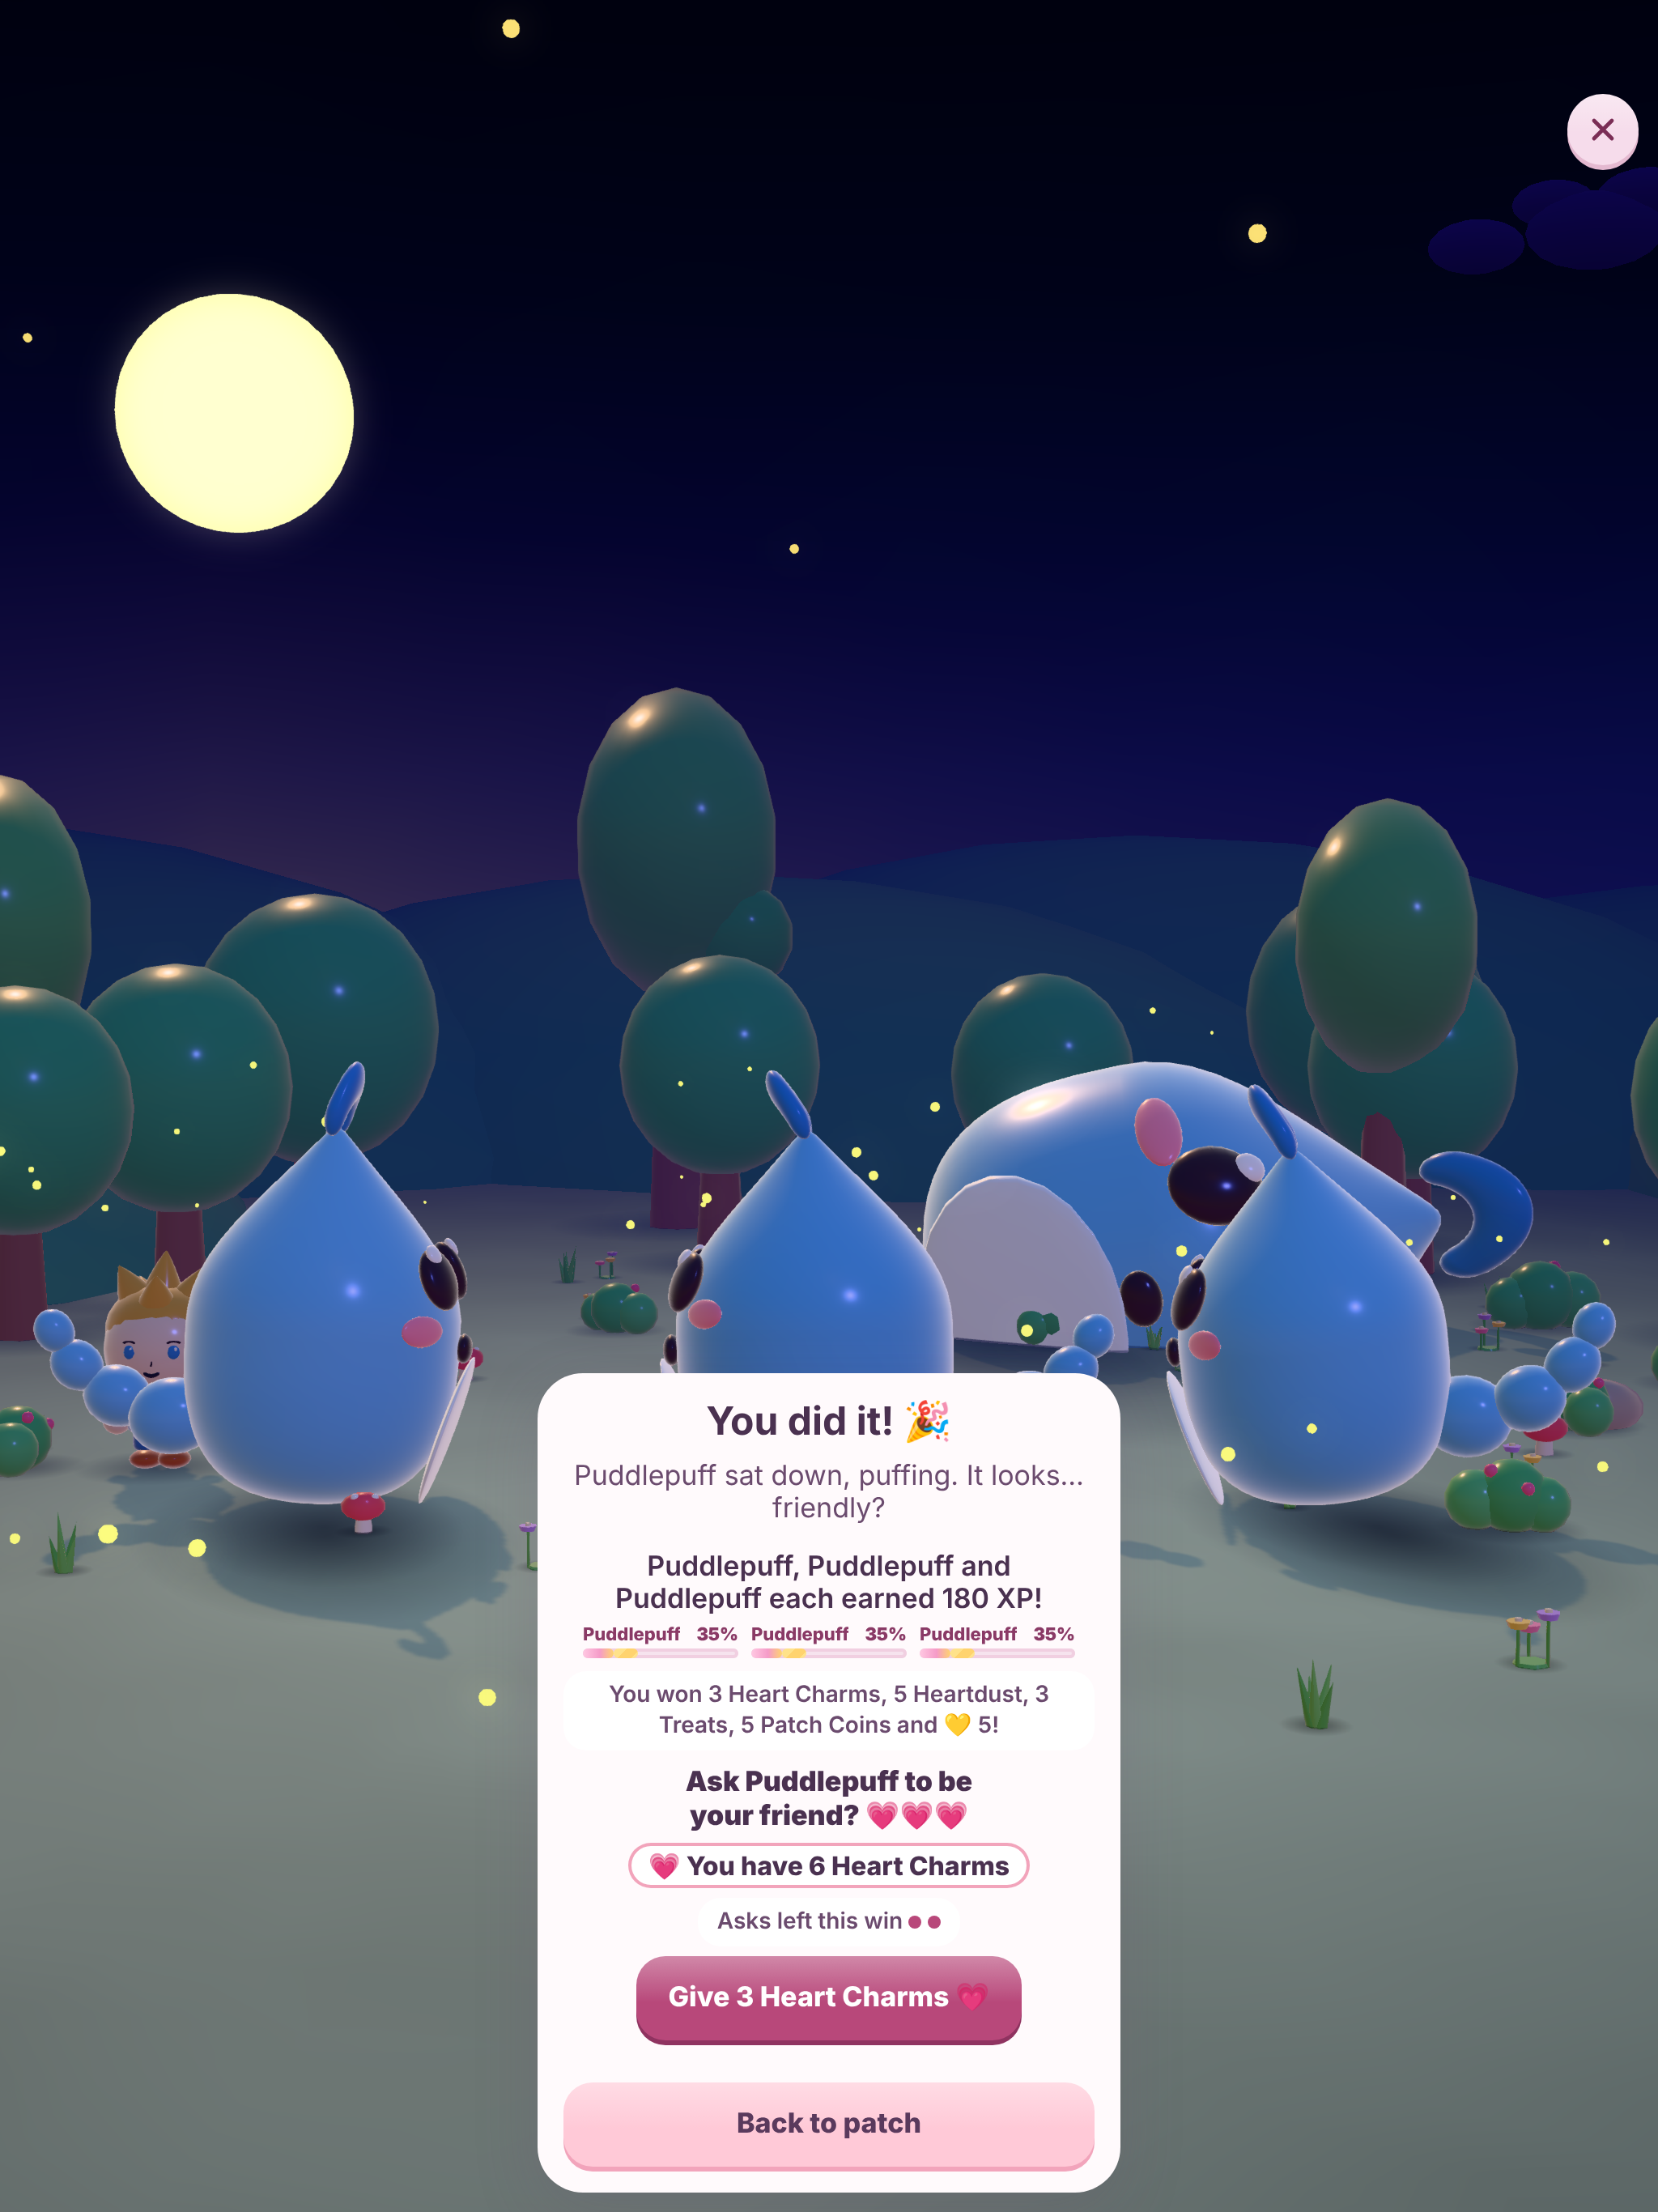 You did it! 🎉
Puddlepuff sat down, puffing. It looks...
friendly?
Puddlepuff, Puddlepuff and
Puddlepuff each earned 180 XP!
Puddlepuff 35% Puddlepuff 35% Puddlepuff 35%
You won 3 Heart Charms, 5 Heartdust, 3
Treats, 5 Patch Coins and 💛 5!
Ask Puddlepuff to be
your friend? 💗💗💗
💗 You have 6 Heart Charms
Asks left this win
Give 3 Heart Charms 💗
Back to patch